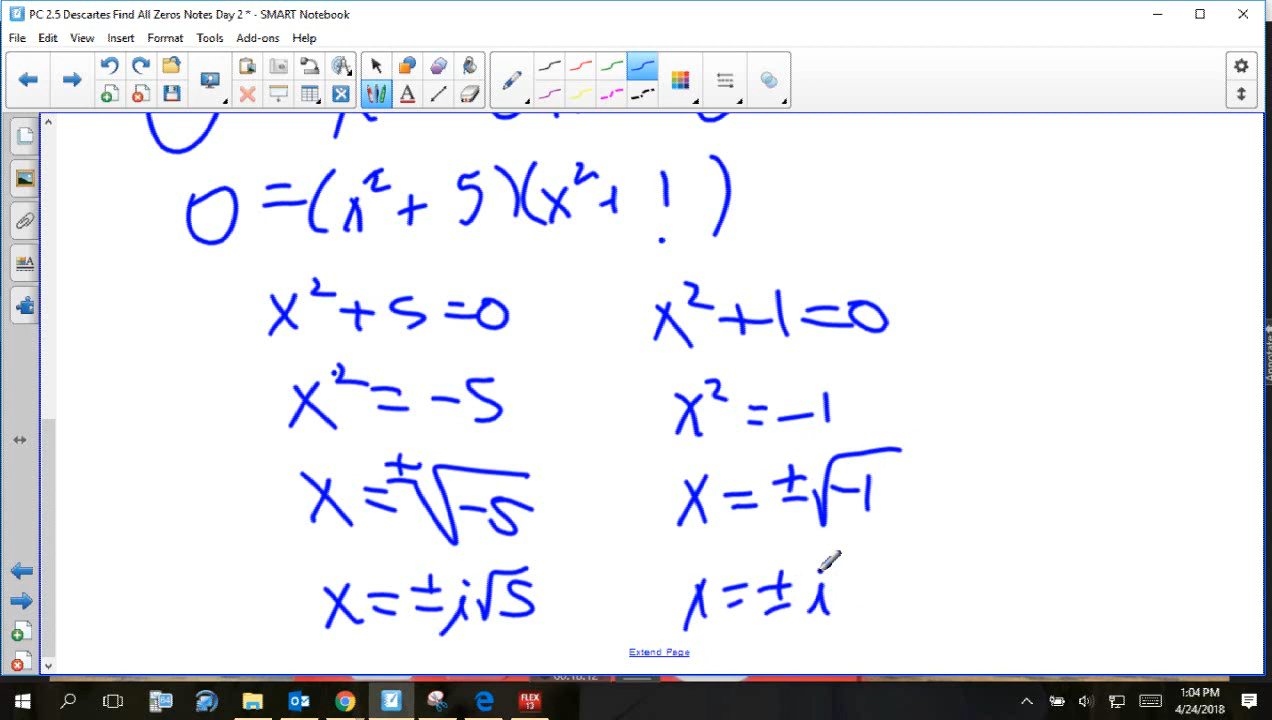 PC 2.5 Descartes Find All Zeros Notes Day 2 * - SMART Notebook
File Edit View Insert Format Tools Add-ons Help
0 = (x² + 5)(x² + 1)
x² + 5 = 0
x² + 1 = 0
x² = -5
x² = -1
x = ±√-5
x = ±√-1
x = ±i√5
x = ±i
Extend Page
FLEX 13
1:04 PM
4/24/2018